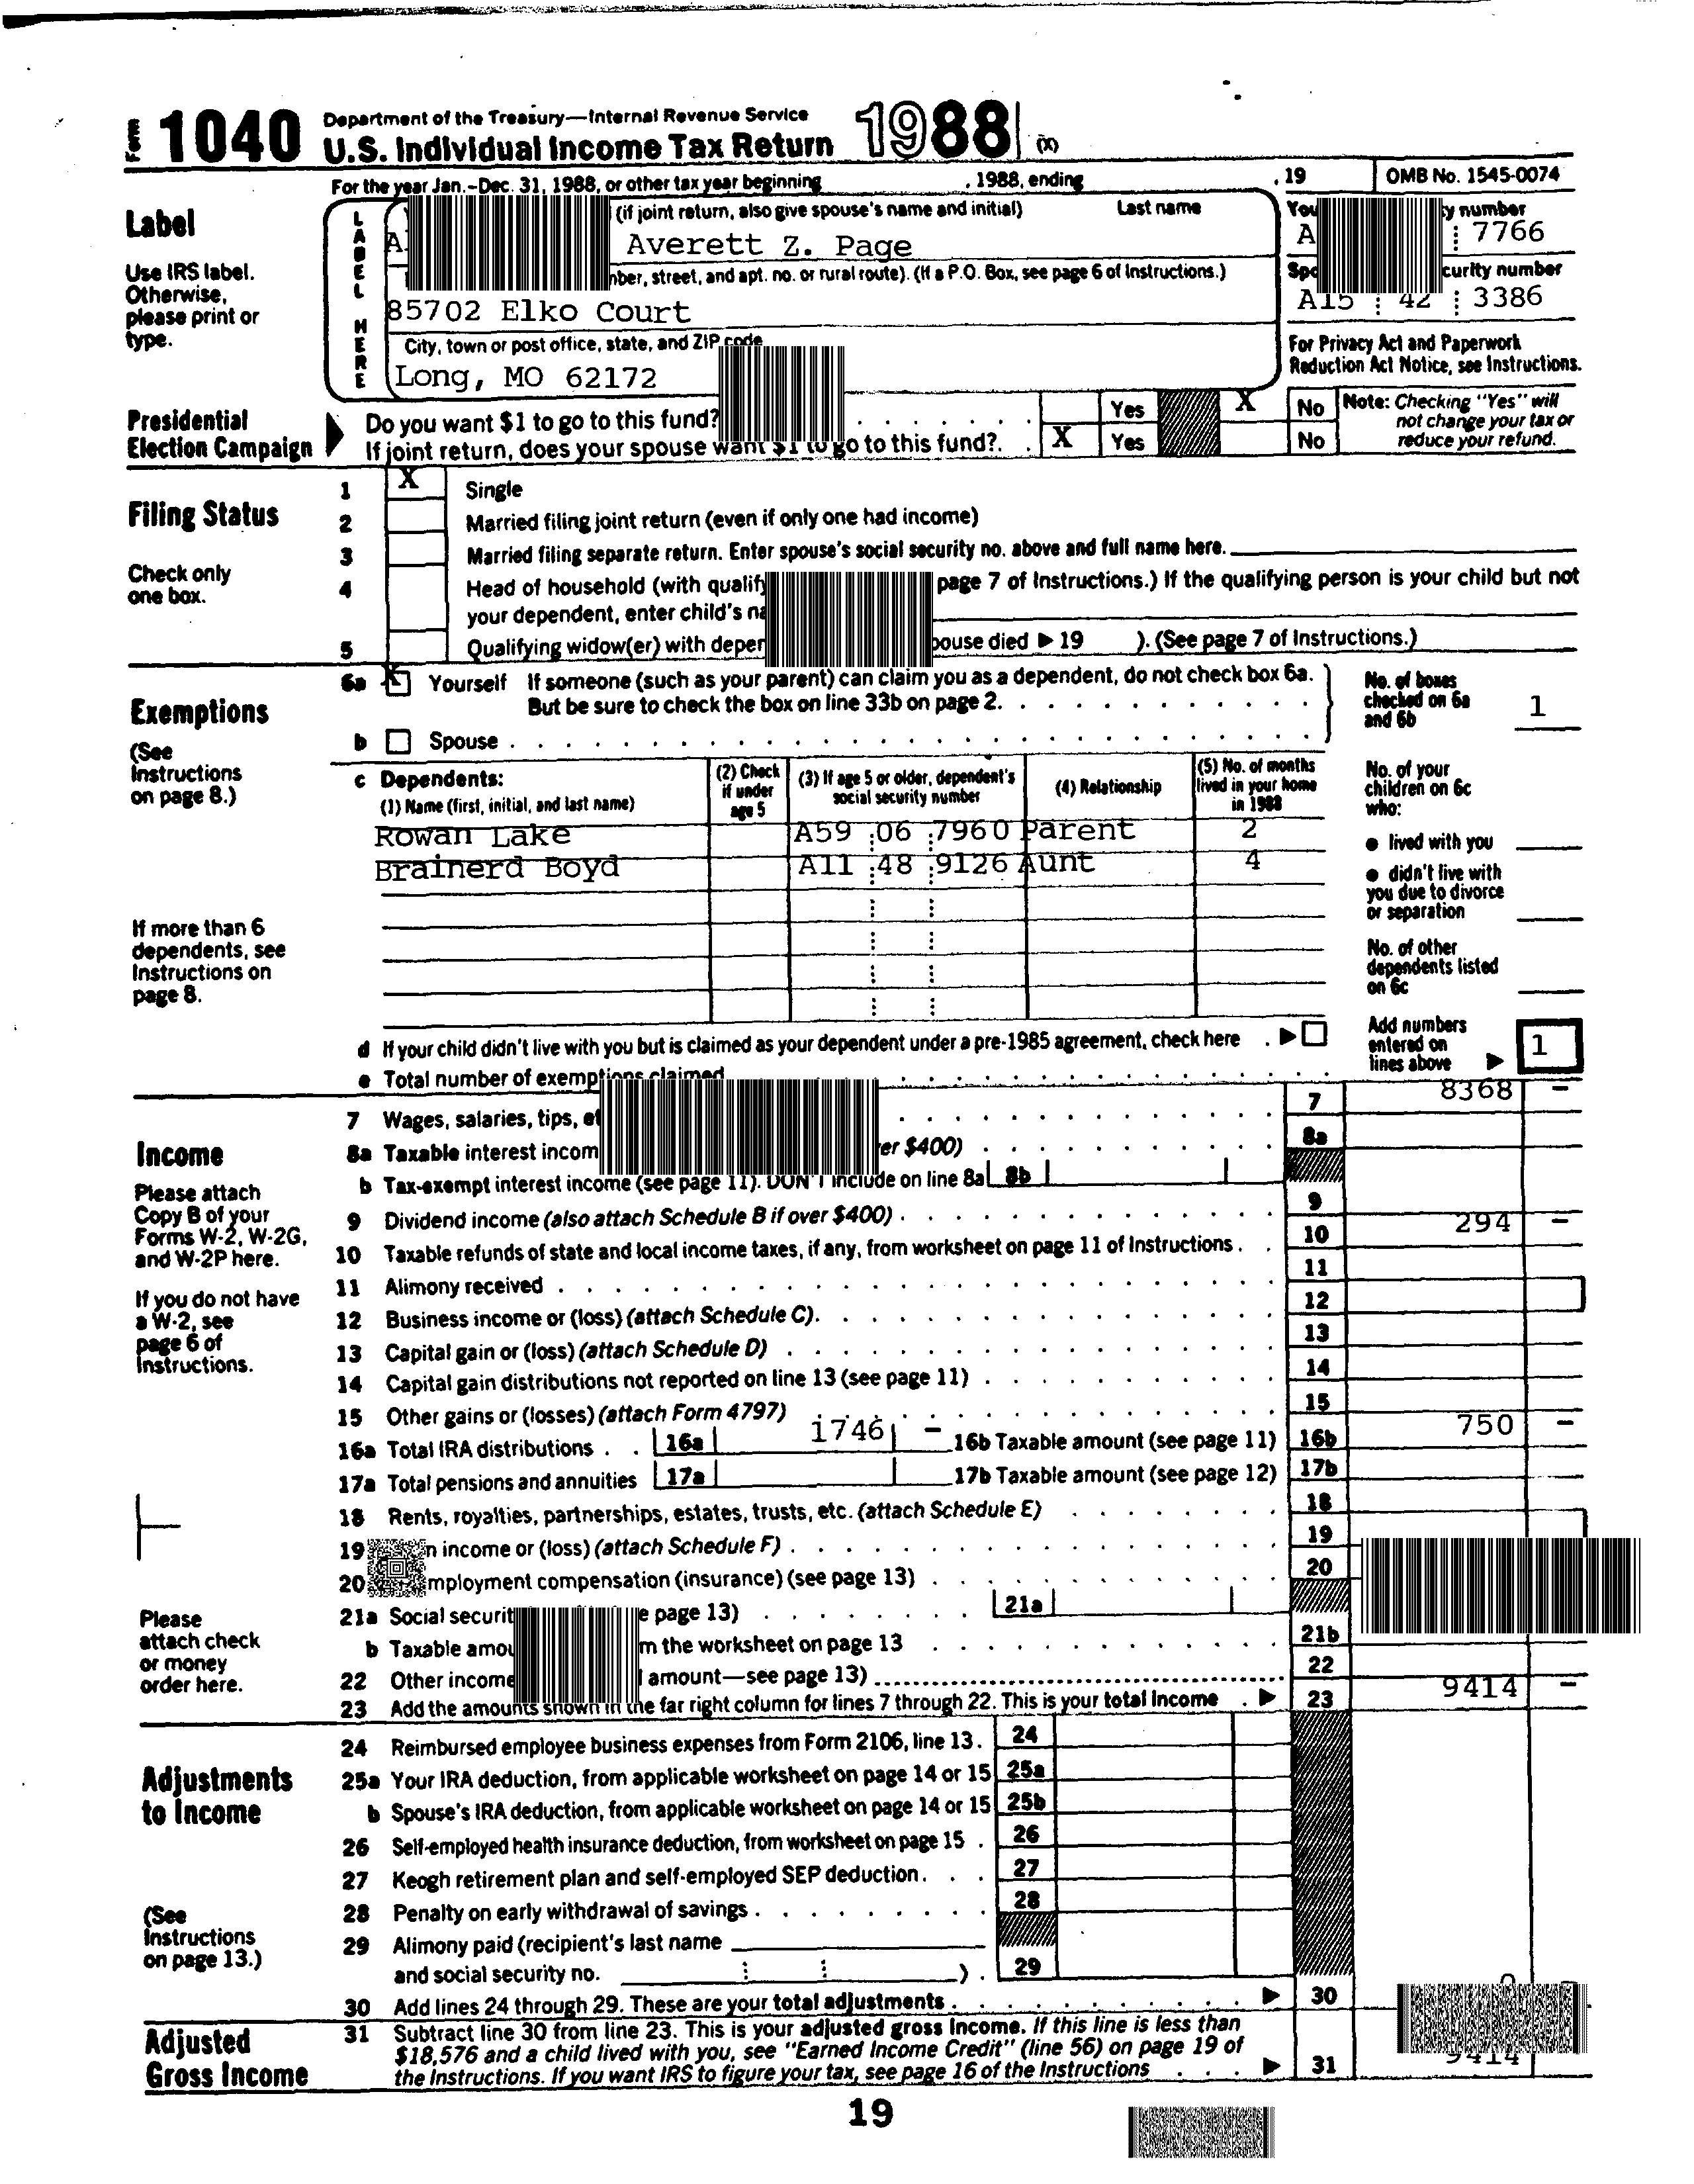 Form 1040 Department of the Treasury—Internal Revenue Service
U.S. Individual Income Tax Return 1988 (X)
For the year Jan.-Dec. 31, 1988, or other tax year beginning , 1988, ending , 19 OMB No. 1545-0074
Label
Use IRS label. Otherwise, please print or type.
LABEL HERE
(if joint return, also give spouse's name and initial) Last name
Averett Z. Page
street, and apt. no. or rural route). (If a P.O. Box, see page 6 of Instructions.)
85702 Elko Court
City, town or post office, state, and ZIP code
Long, MO 62172
number
A 7766
number
A15 42 3386
For Privacy Act and Paperwork Reduction Act Notice, see Instructions.
Presidential Election Campaign
Do you want $1 to go to this fund? Yes X No
If joint return, does your spouse want $1 to go to this fund? X Yes No
Note: Checking "Yes" will not change your tax or reduce your refund.
Filing Status
Check only one box.
1 X Single
2 Married filing joint return (even if only one had income)
3 Married filing separate return. Enter spouse's social security no. above and full name here.
4 Head of household (with page 7 of Instructions.) If the qualifying person is your child but not
your dependent, enter child's
5 Qualifying widow(er) with died ▶ 19 ). (See page 7 of Instructions.)
Exemptions
(See Instructions on page 8.)
6a X Yourself If someone (such as your parent) can claim you as a dependent, do not check box 6a.
But be sure to check the box on line 33b on page 2.
b Spouse
No. of boxes checked on 6a and 6b 1
c Dependents:
(1) Name (first, initial, and last name)
(2) Check if under age 5
(3) If age 5 or older, dependent's social security number
(4) Relationship
(5) No. of months lived in your home in 1988
Rowan Lake A59 06 7960 Parent 2
Brainerd Boyd A11 48 9126 Aunt 4
No. of your children on 6c who:
● lived with you
● didn't live with you due to divorce or separation
No. of other dependents listed on 6c
If more than 6 dependents, see Instructions on page 8.
d If your child didn't live with you but is claimed as your dependent under a pre-1985 agreement, check here ▶
e Total number of exemptions claimed
Add numbers entered on lines above ▶ 1
Income
Please attach Copy B of your Forms W-2, W-2G, and W-2P here.
If you do not have a W-2, see page 6 of Instructions.
Please attach check or money order here.
7 Wages, salaries, tips, 7 8368 -
8a Taxable interest $400) 8a
b Tax-exempt interest income (see page 11). DON'T include on line 8a 8b
9 Dividend income (also attach Schedule B if over $400) 9
10 Taxable refunds of state and local income taxes, if any, from worksheet on page 11 of Instructions 10 294 -
11 Alimony received 11
12 Business income or (loss) (attach Schedule C) 12
13 Capital gain or (loss) (attach Schedule D) 13
14 Capital gain distributions not reported on line 13 (see page 11) 14
15 Other gains or (losses) (attach Form 4797) 15
16a Total IRA distributions 16a 1746 - 16b Taxable amount (see page 11) 16b 750 -
17a Total pensions and annuities 17a 17b Taxable amount (see page 12) 17b
18 Rents, royalties, partnerships, estates, trusts, etc. (attach Schedule E) 18
19 income or (loss) (attach Schedule F) 19
20 compensation (insurance) (see page 13) 20
21a Social page 13) 21a
b Taxable the worksheet on page 13 21b
22 Other income amount—see page 13) 22
23 Add the amounts shown in the far right column for lines 7 through 22. This is your total income ▶ 23 9414 -
Adjustments to Income
(See Instructions on page 13.)
24 Reimbursed employee business expenses from Form 2106, line 13. 24
25a Your IRA deduction, from applicable worksheet on page 14 or 15 25a
b Spouse's IRA deduction, from applicable worksheet on page 14 or 15 25b
26 Self-employed health insurance deduction, from worksheet on page 15 26
27 Keogh retirement plan and self-employed SEP deduction 27
28 Penalty on early withdrawal of savings 28
29 Alimony paid (recipient's last name
and social security no. ) 29
30 Add lines 24 through 29. These are your total adjustments ▶ 30
Adjusted Gross Income
31 Subtract line 30 from line 23. This is your adjusted gross income. If this line is less than
$18,576 and a child lived with you, see "Earned Income Credit" (line 56) on page 19 of
the Instructions. If you want IRS to figure your tax, see page 16 of the Instructions ▶ 31 9414
19